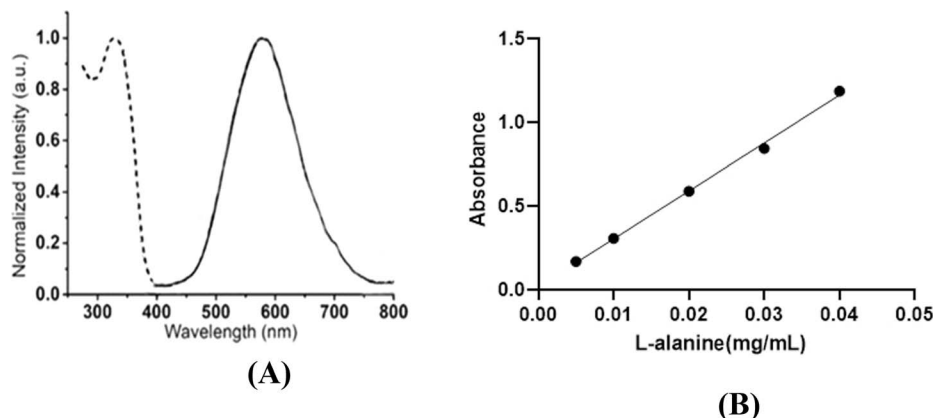 Normalized Intensity (a.u.)
1.0
0.8
0.6
0.4
0.2
0.0
300 400 500 600 700 800
Wavelength (nm)
(A)
Absorbance
1.5
1.0
0.5
0.0
0.00 0.01 0.02 0.03 0.04 0.05
L-alanine(mg/mL)
(B)